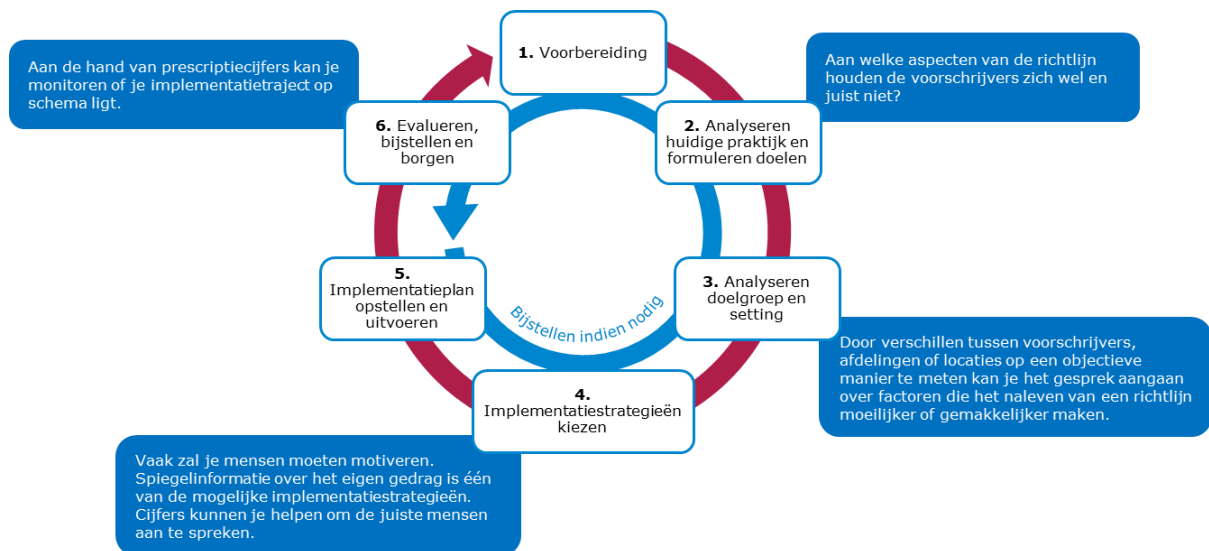 1. Voorbereiding
Aan de hand van prescriptiecijfers kan je
monitoren of je implementatietraject op
schema ligt.
Aan welke aspecten van de richtlijn
houden de voorschrijvers zich wel en
juist niet?
6. Evalueren,
bijstellen en
borgen
2. Analyseren
huidige praktijk en
formuleren doelen
5.
Implementatieplan
opstellen en
uitvoeren
3. Analyseren
doelgroep en
setting
Bijstellen indien nodig
Door verschillen tussen voorschrijvers,
afdelingen of locaties op een objectieve
manier te meten kan je het gesprek aangaan
over factoren die het naleven van een richtlijn
moeilijker of gemakkelijker maken.
4.
Implementatiestrategieën
kiezen
Vaak zal je mensen moeten motiveren.
Spiegelinformatie over het eigen gedrag is één
van de mogelijke implementatiestrategieën.
Cijfers kunnen je helpen om de juiste mensen
aan te spreken.